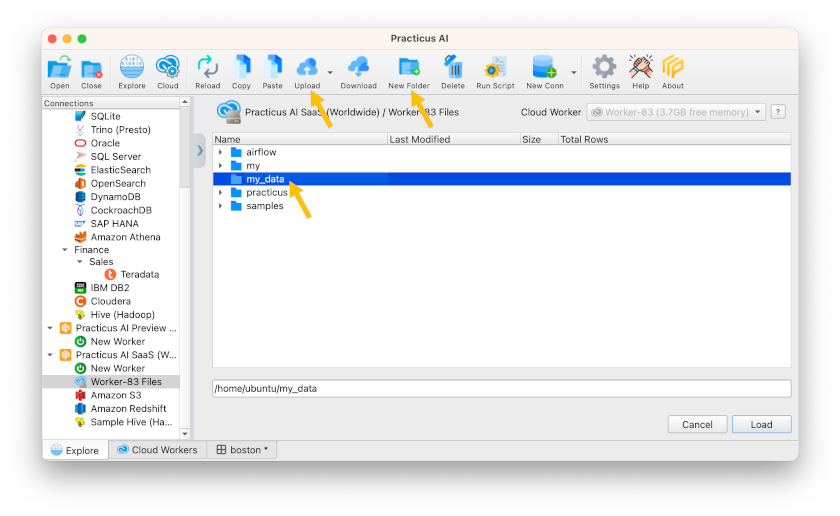 Practicus AI
Open Close Explore Cloud Reload Copy Paste Upload Download New Folder Delete Run Script New Conn Settings Help About
Connections
SQLite
Trino (Presto)
Oracle
SQL Server
ElasticSearch
OpenSearch
DynamoDB
CockroachDB
SAP HANA
Amazon Athena
Finance
Sales
Teradata
IBM DB2
Cloudera
Hive (Hadoop)
Practicus AI Preview ...
New Worker
Practicus AI SaaS (W...
New Worker
Worker-83 Files
Amazon S3
Amazon Redshift
Sample Hive (Ha...
Practicus AI SaaS (Worldwide) / Worker-83 Files
Cloud Worker Worker-83 (3.7GB free memory) ?
Name Last Modified Size Total Rows
airflow
my
my_data
practicus
samples
/home/ubuntu/my_data
Cancel Load
Explore Cloud Workers boston *